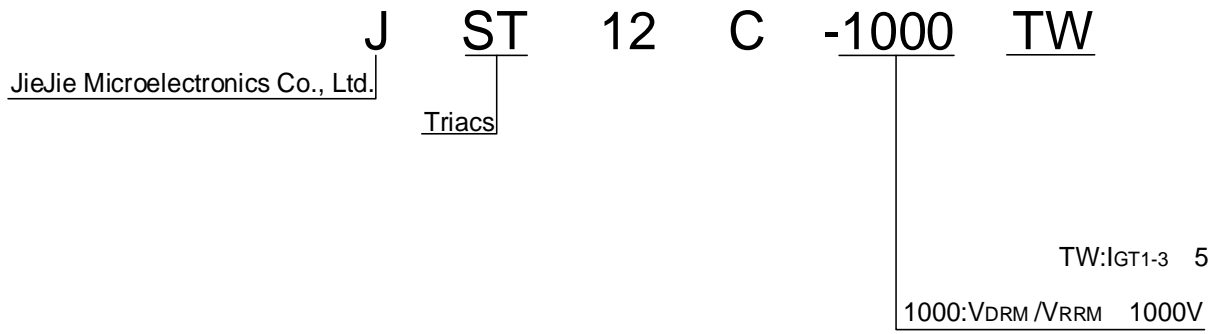 J ST 12 C -1000 TW
JieJie Microelectronics Co., Ltd.
Triacs
TW:IGT1-3 5
1000:VDRM /VRRM 1000V